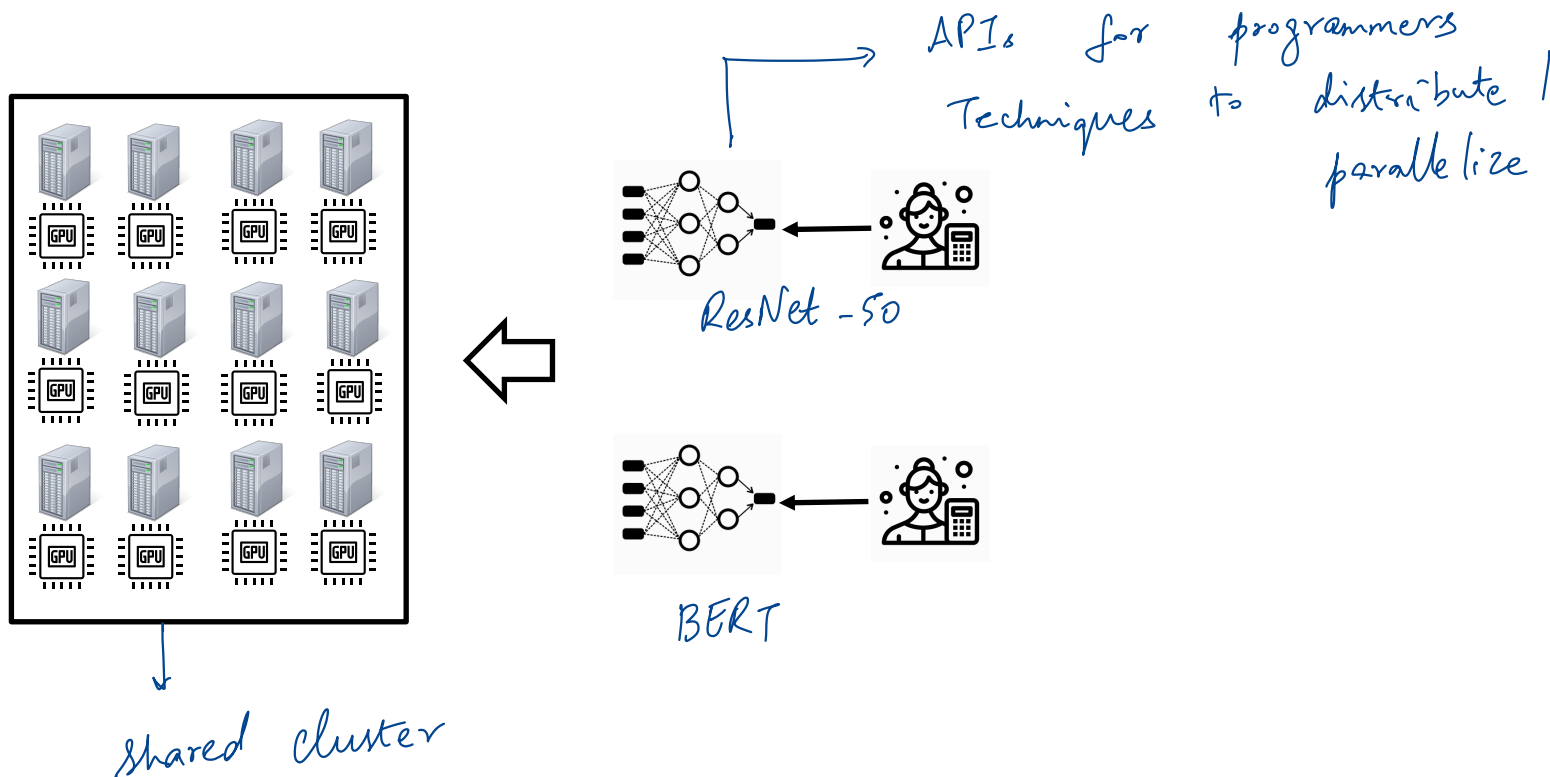 APIs for programmers
Techniques to distribute /
parallelize
GPU GPU GPU GPU
ResNet-50
GPU GPU GPU GPU
GPU GPU GPU GPU
BERT
shared cluster